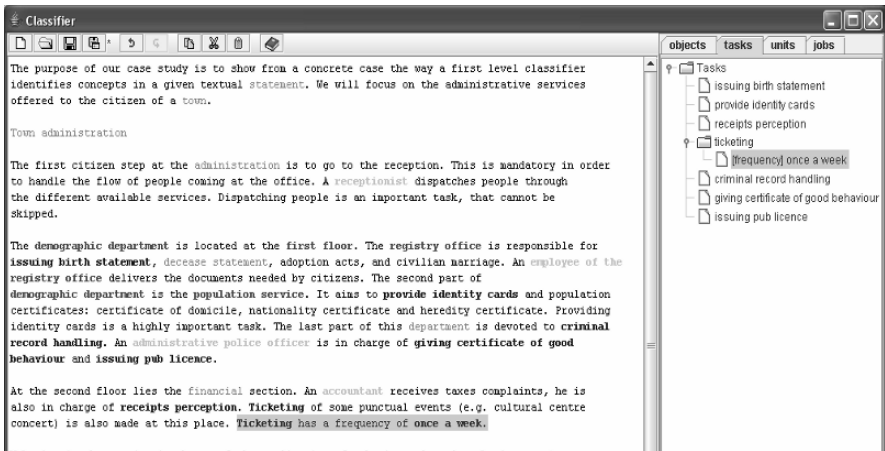 Classifier
objects tasks units jobs
The purpose of our case study is to show from a concrete case the way a first level classifier
identifies concepts in a given textual statement. We will focus on the administrative services
offered to the citizen of a town.
Town administration
The first citizen step at the administration is to go to the reception. This is mandatory in order
to handle the flow of people coming at the office. A receptionist dispatches people through
the different available services. Dispatching people is an important task, that cannot be
skipped.
The demographic department is located at the first floor. The registry office is responsible for
issuing birth statement, decease statement, adoption acts, and civilian marriage. An employee of the
registry office delivers the documents needed by citizens. The second part of
demographic department is the population service. It aims to provide identity cards and population
certificates: certificate of domicile, nationality certificate and heredity certificate. Providing
identity cards is a highly important task. The last part of this department is devoted to criminal
record handling. An administrative police officer is in charge of giving certificate of good
behaviour and issuing pub licence.
At the second floor lies the financial section. An accountant receives taxes complaints, he is
also in charge of receipts perception. Ticketing of some punctual events (e.g. cultural centre
concert) is also made at this place. Ticketing has a frequency of once a week.
Tasks
issuing birth statement
provide identity cards
receipts perception
ticketing
[frequency] once a week
criminal record handling
giving certificate of good behaviour
issuing pub licence